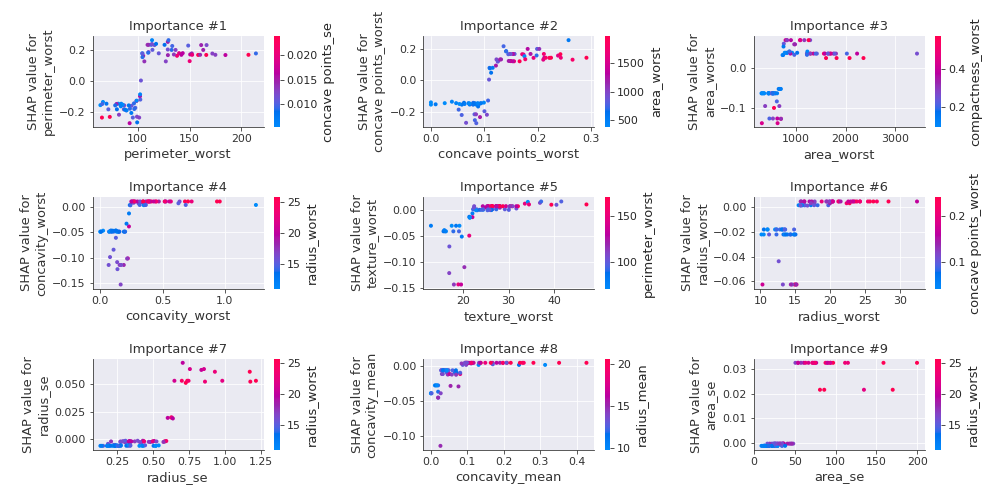 Importance #1
SHAP value for
perimeter_worst
0.2
0.0
−0.2
100
150
200
perimeter_worst
0.020
0.015
0.010
concave points_se
Importance #2
SHAP value for
concave points_worst
0.2
0.0
−0.2
0.0
0.1
0.2
0.3
concave points_worst
1500
1000
500
area_worst
Importance #3
SHAP value for
area_worst
0.0
−0.1
1000
2000
3000
area_worst
0.4
0.2
compactness_worst
Importance #4
SHAP value for
concavity_worst
0.00
−0.05
−0.10
−0.15
0.0
0.5
1.0
concavity_worst
25
20
15
radius_worst
Importance #5
SHAP value for
texture_worst
0.00
−0.05
−0.10
−0.15
20
30
40
texture_worst
150
100
perimeter_worst
Importance #6
SHAP value for
radius_worst
0.00
−0.02
−0.04
−0.06
10
15
20
25
30
radius_worst
0.2
0.1
concave points_worst
Importance #7
SHAP value for
radius_se
0.050
0.025
0.000
0.25
0.50
0.75
1.00
1.25
radius_se
25
20
15
radius_worst
Importance #8
SHAP value for
concavity_mean
0.00
−0.05
−0.10
0.0
0.1
0.2
0.3
0.4
concavity_mean
20
15
10
radius_mean
Importance #9
SHAP value for
area_se
0.03
0.02
0.01
0.00
0
50
100
150
200
area_se
25
20
15
radius_worst